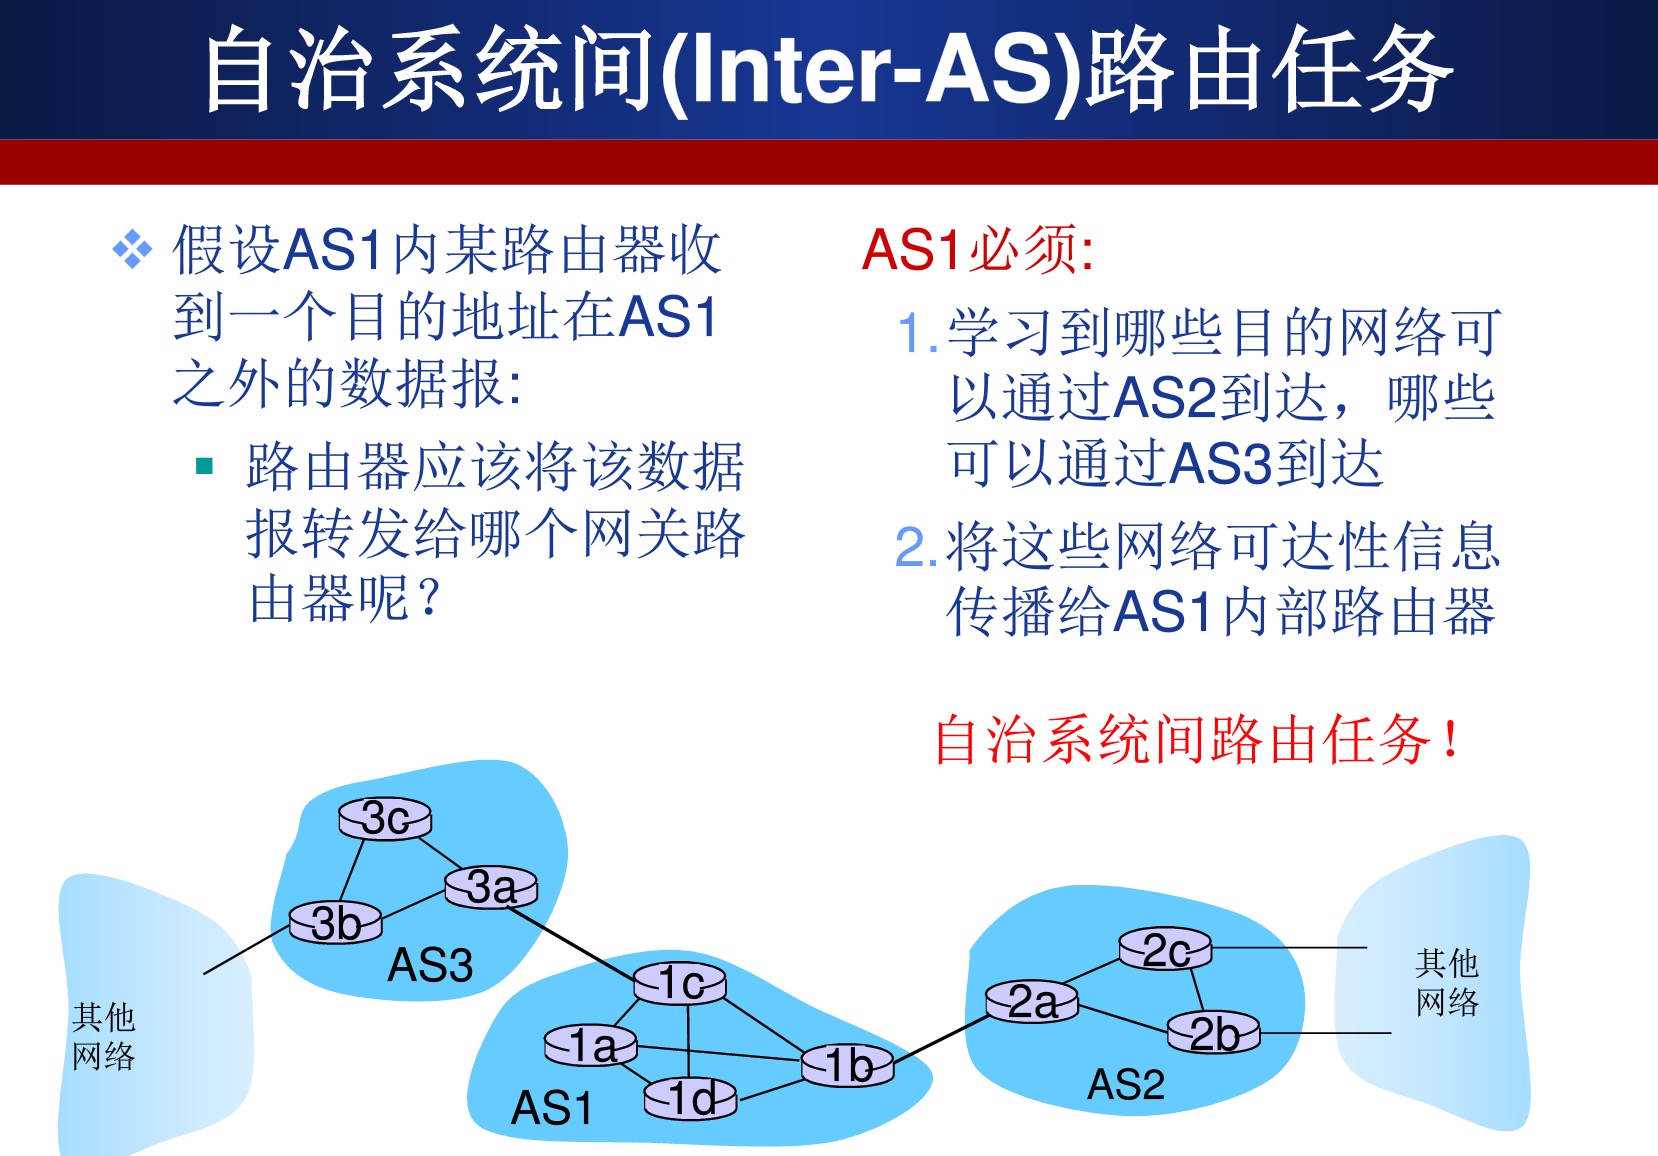 自治系统间(Inter-AS)路由任务
假设AS1内某路由器收
到一个目的地址在AS1
之外的数据报:
路由器应该将该数据
报转发给哪个网关路
由器呢？
AS1必须:
1.学习到哪些目的网络可
以通过AS2到达，哪些
可以通过AS3到达
2.将这些网络可达性信息
传播给AS1内部路由器
自治系统间路由任务！
3c
3a
3b
AS3
其他
网络
1c
1a
1b
1d
AS1
2c
2a
2b
AS2
其他
网络